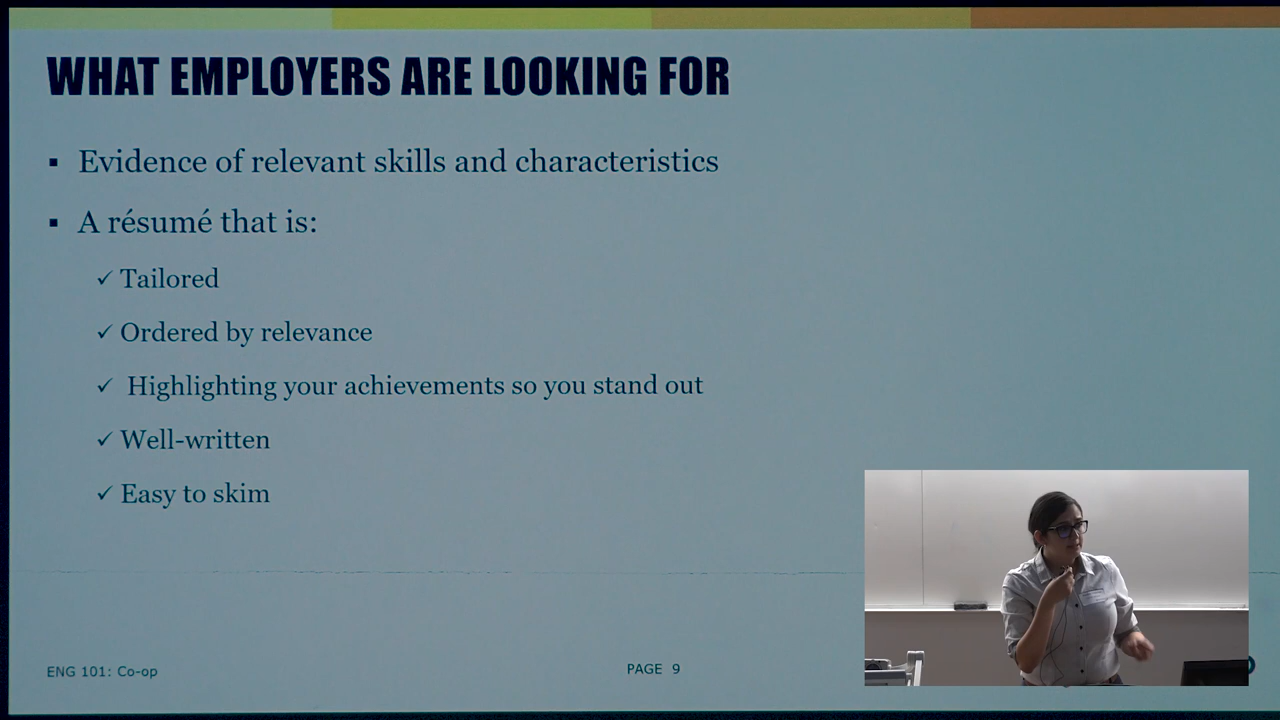 WHAT EMPLOYERS ARE LOOKING FOR
▪ Evidence of relevant skills and characteristics
▪ A résumé that is:
✓ Tailored
✓ Ordered by relevance
✓ Highlighting your achievements so you stand out
✓ Well-written
✓ Easy to skim
ENG 101: Co-op
PAGE 9